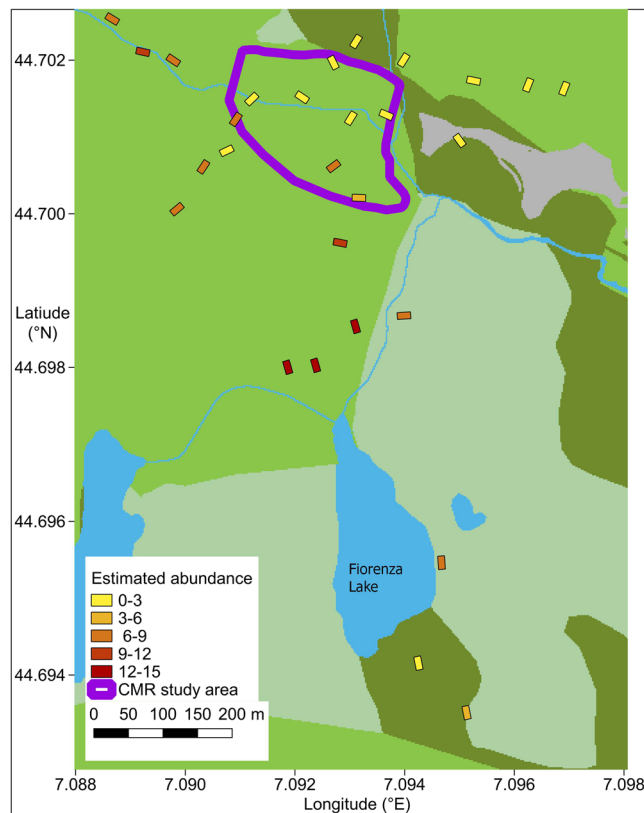 44.702
44.700
Latiude
(°N)
44.698
44.696
44.694
Fiorenza
Lake
Estimated abundance
0-3
3-6
6-9
9-12
12-15
CMR study area
0 50 100 150 200 m
7.088 7.090 7.092 7.094 7.096 7.098
Longitude (°E)